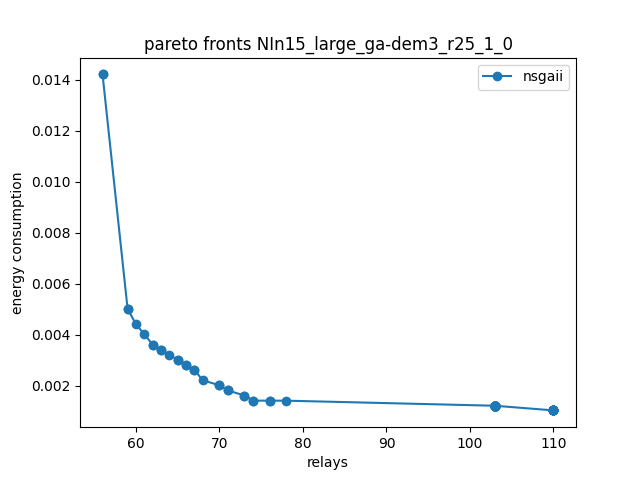 pareto fronts NIn15_large_ga-dem3_r25_1_0
nsgaii
0.014
0.012
0.010
0.008
0.006
0.004
0.002
energy consumption
60 70 80 90 100 110
relays